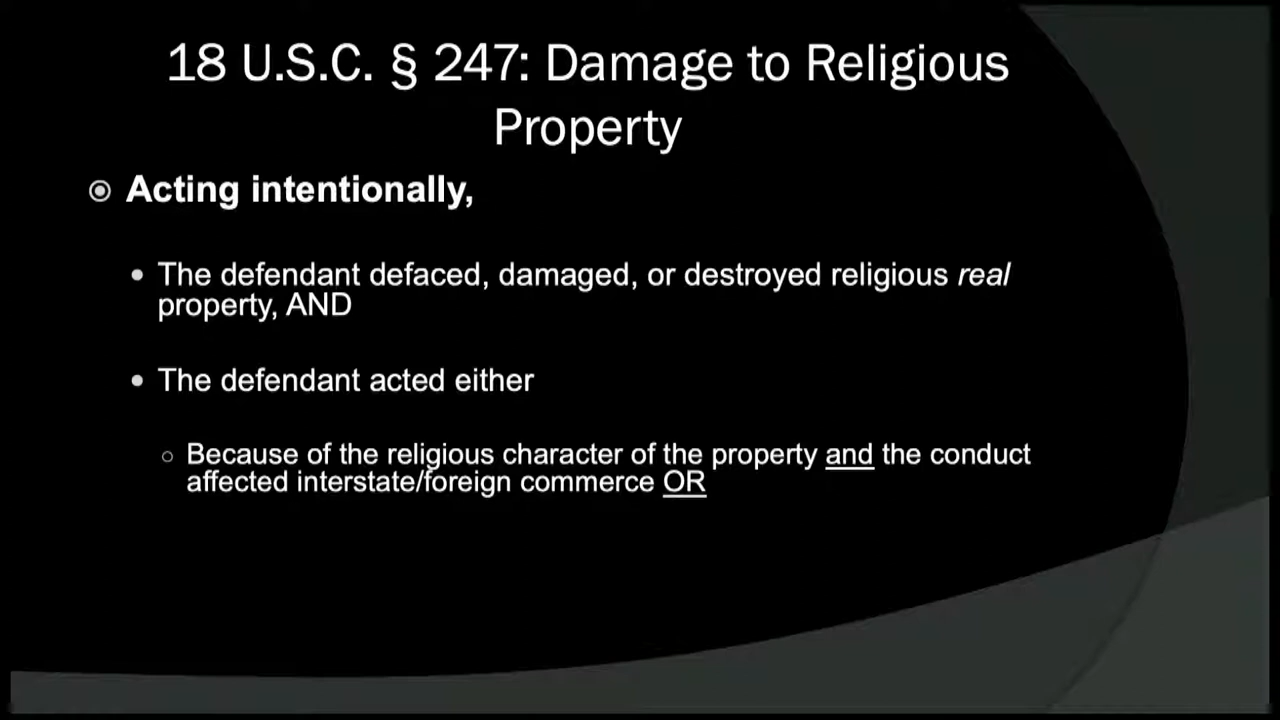 18 U.S.C. § 247: Damage to Religious
Property
Acting intentionally,
The defendant defaced, damaged, or destroyed religious real
property, AND
The defendant acted either
Because of the religious character of the property and the conduct
affected interstate/foreign commerce OR